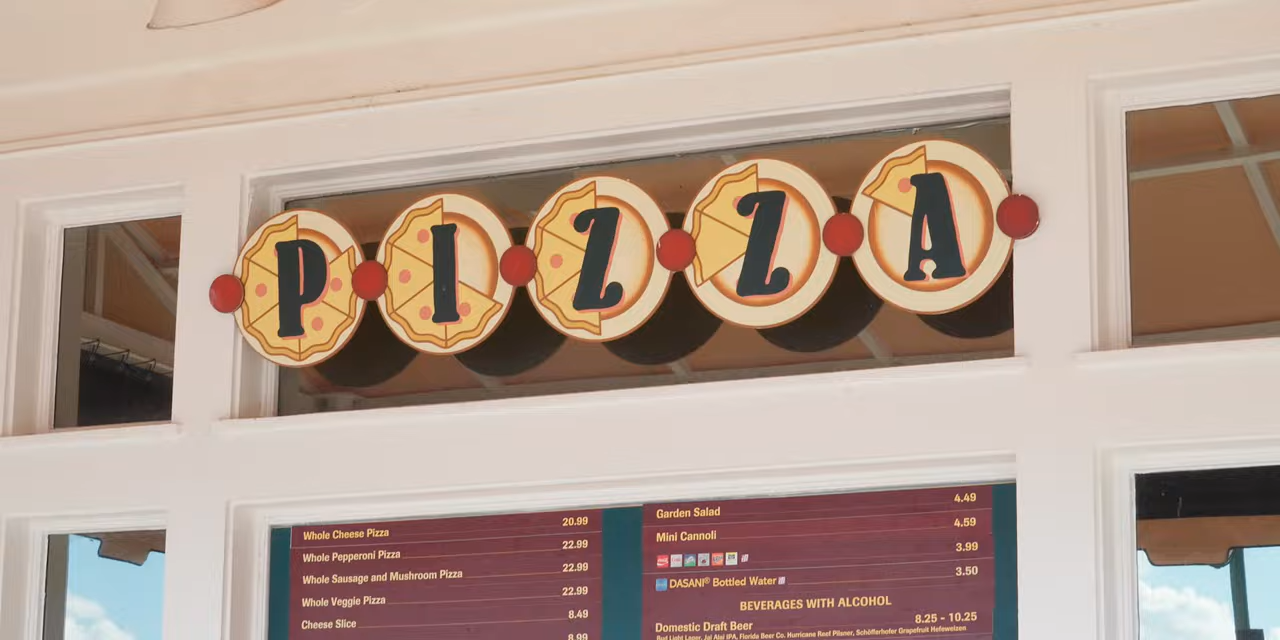 PIZZA
Whole Cheese Pizza 20.99
Whole Pepperoni Pizza 22.99
Whole Sausage and Mushroom Pizza 22.99
Whole Veggie Pizza 22.99
Cheese Slice 8.49
8.99
Garden Salad 4.49
Mini Cannoli 4.59
3.99
DASANI® Bottled Water 3.50
BEVERAGES WITH ALCOHOL
Domestic Draft Beer 8.25 - 10.25
Bud Light Lager, Jai Alai IPA, Florida Beer Co. Hurricane Reef Pilsner, Schöfferhofer Grapefruit Hefeweizen